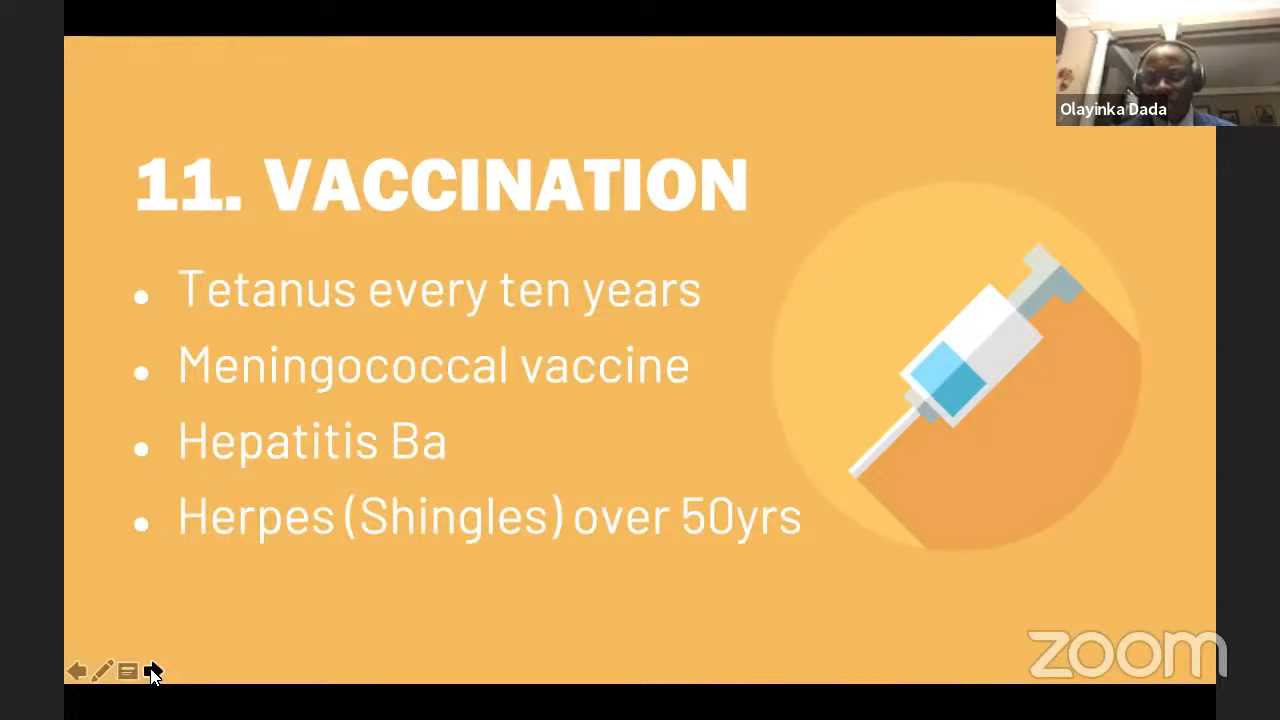 Olayinka Dada
11. VACCINATION
Tetanus every ten years
Meningococcal vaccine
Hepatitis Ba
Herpes (Shingles) over 50yrs
zoom